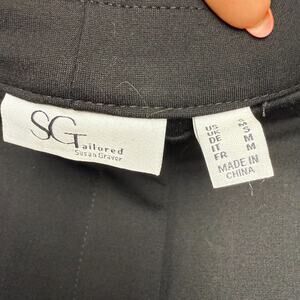 SG
Tailored
Susan Graver
US S
UK S
DE M
IT M
FR M
MADE IN
CHINA